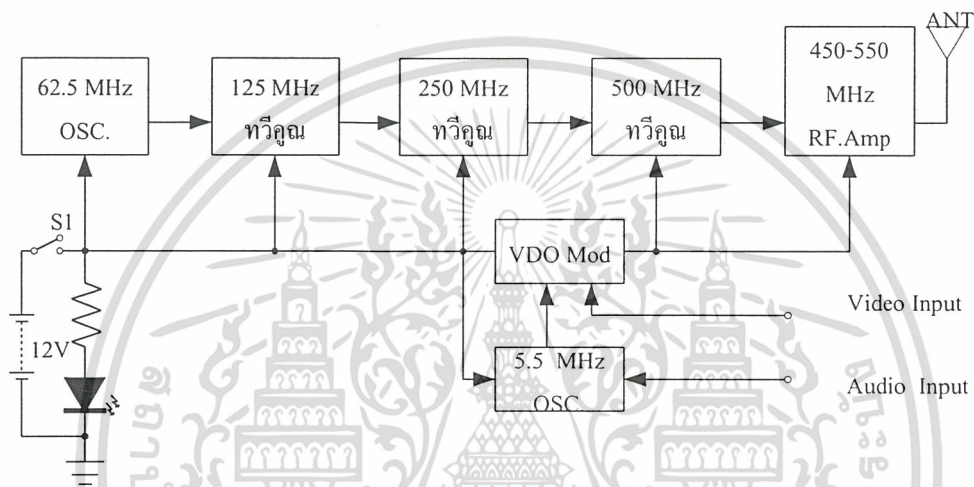 ANT
62.5 MHz
OSC.
125 MHz
ทวีคูณ
250 MHz
ทวีคูณ
500 MHz
ทวีคูณ
450-550
MHz
RF.Amp
S1
VDO Mod
Video Input
12V
5.5 MHz
OSC.
Audio Input